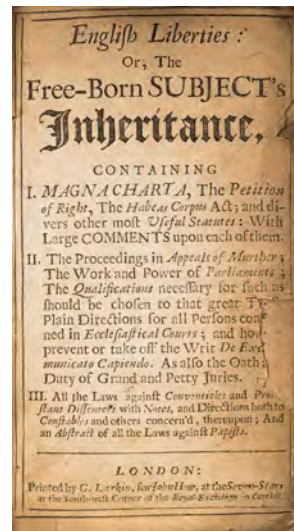 English Liberties:
Or, The
Free-Born SUBJECT's
Inheritance,
CONTAINING
I. MAGNA CHARTA, The Petition
of Right, The Habeas Corpus Act; and di-
vers other most Useful Statutes: With
Large COMMENTS upon each of them.
II. The Proceedings in Appeals of Murther;
The Work and Power of Parliaments;
The Qualifications necessary for such as
should be chosen to that great
Plain Directions for all Persons
ned in Ecclesiastical Courts; and how
prevent or take off the Writ De
municato Capiendo. As also the Oath
Duty of Grand and Petty Juries.
III. All the Laws against Conventicles and
stant Dissenters with Notes, and Directions both to
Constables and others concern'd, thereupon; And
an Abstract of all the Laws against Papists.
LONDON:
Printed by G. Larkin, for John How, at the Seven-Stars
at the South-west Corner of the Royal-Exchange in